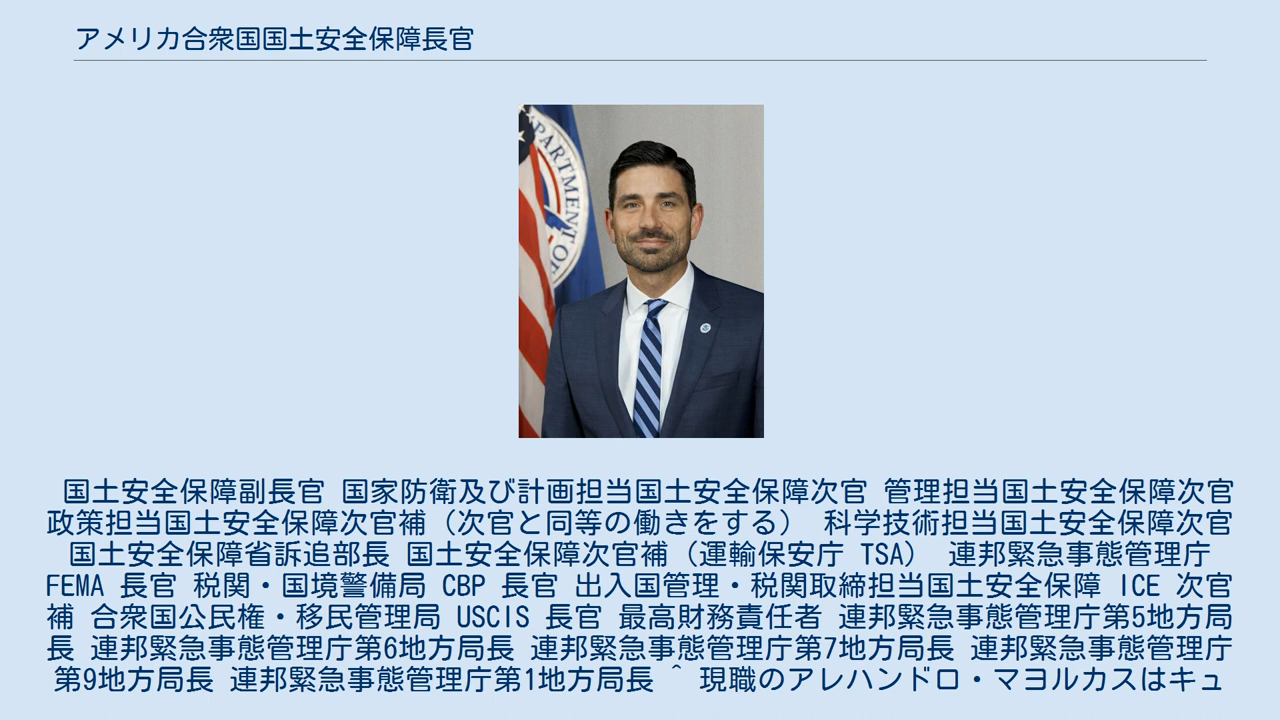 アメリカ合衆国国土安全保障長官
PARTMENT OF
国土安全保障副長官 国家防衛及び計画担当国土安全保障次官 管理担当国土安全保障次官
政策担当国土安全保障次官補（次官と同等の働きをする） 科学技術担当国土安全保障次官
国土安全保障省訴追部長 国土安全保障次官補（運輸保安庁 TSA） 連邦緊急事態管理庁
FEMA 長官 税関・国境警備局 CBP 長官 出入国管理・税関取締担当国土安全保障 ICE 次官
補 合衆国公民権・移民管理局 USCIS 長官 最高財務責任者 連邦緊急事態管理庁第5地方局
長 連邦緊急事態管理庁第6地方局長 連邦緊急事態管理庁第7地方局長 連邦緊急事態管理庁
第9地方局長 連邦緊急事態管理庁第1地方局長 ^ 現職のアレハンドロ・マヨルカスはキュ